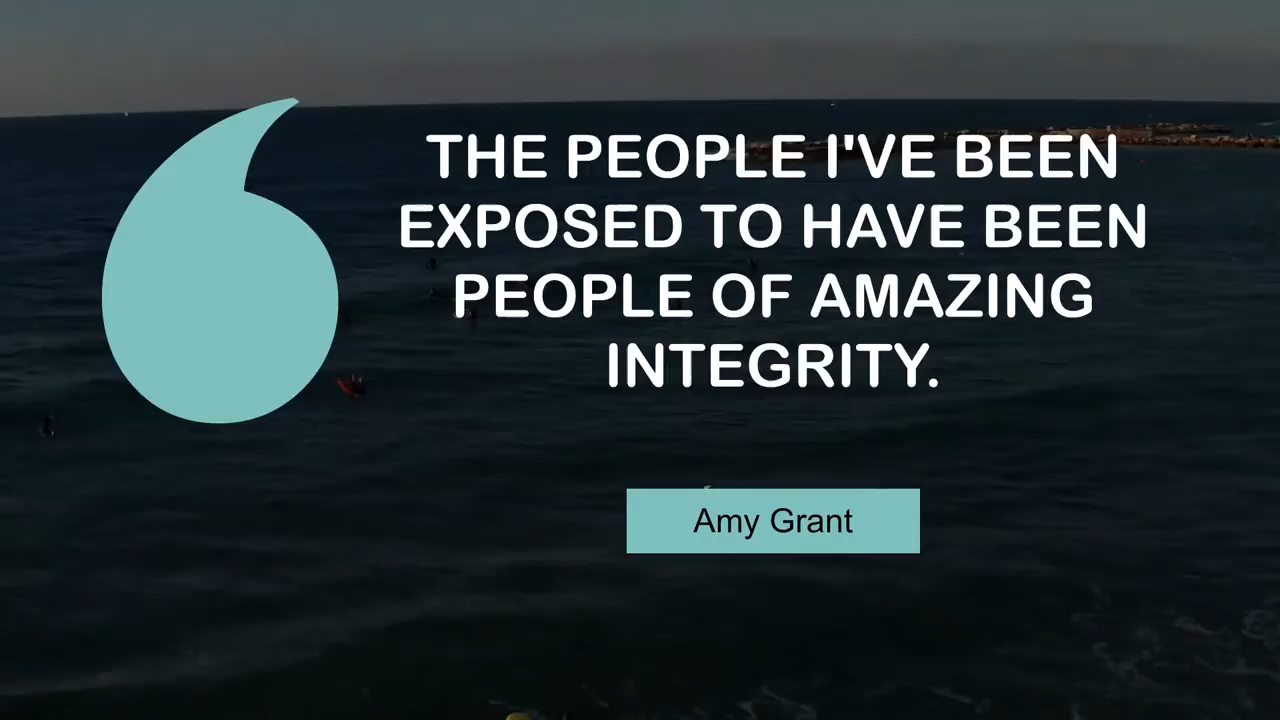 THE PEOPLE I'VE BEEN
EXPOSED TO HAVE BEEN
PEOPLE OF AMAZING
INTEGRITY.
Amy Grant